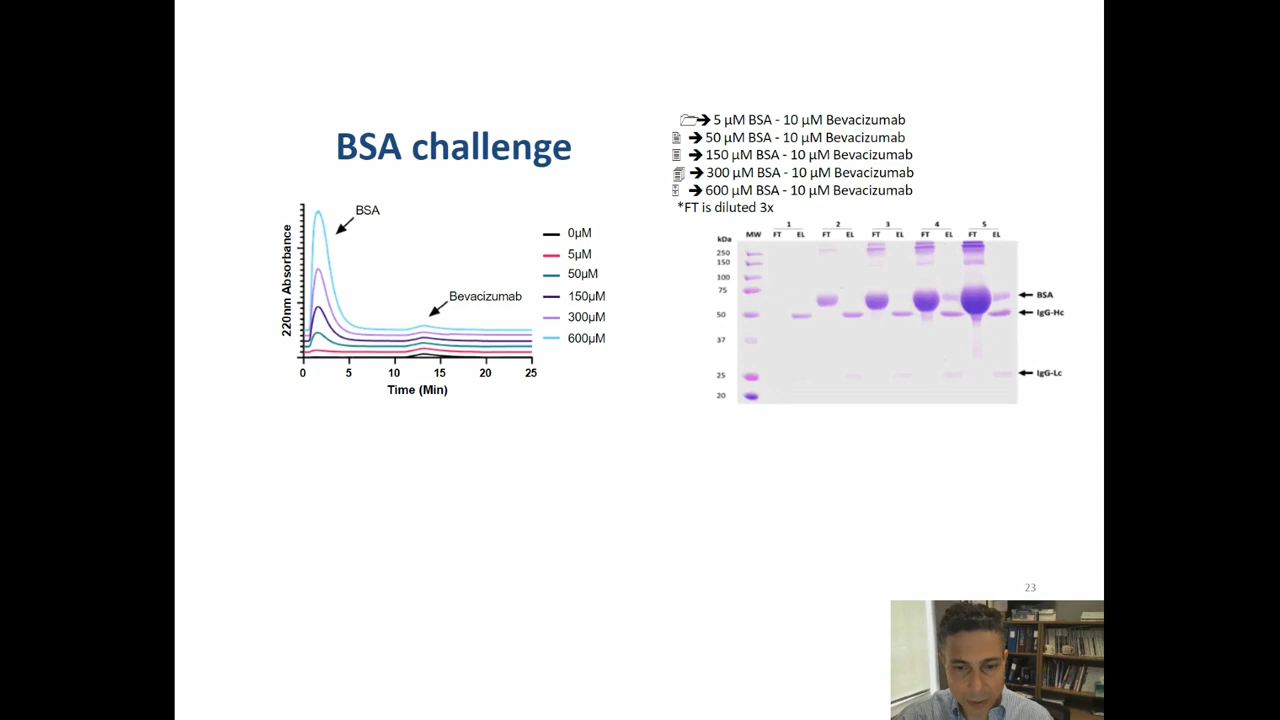 BSA challenge
🗀➔ 5 µM BSA - 10 µM Bevacizumab
➔ 50 µM BSA - 10 µM Bevacizumab
➔ 150 µM BSA - 10 µM Bevacizumab
➔ 300 µM BSA - 10 µM Bevacizumab
➔ 600 µM BSA - 10 µM Bevacizumab
*FT is diluted 3x
BSA
Bevacizumab
220nm Absorbance
0 5 10 15 20 25
Time (Min)
0µM
5µM
50µM
150µM
300µM
600µM
1 2 3 4 5
kDa MW FT EL FT EL FT EL FT EL FT EL
250
150
100
75
50
37
25
20
BSA
IgG-Hc
IgG-Lc
23